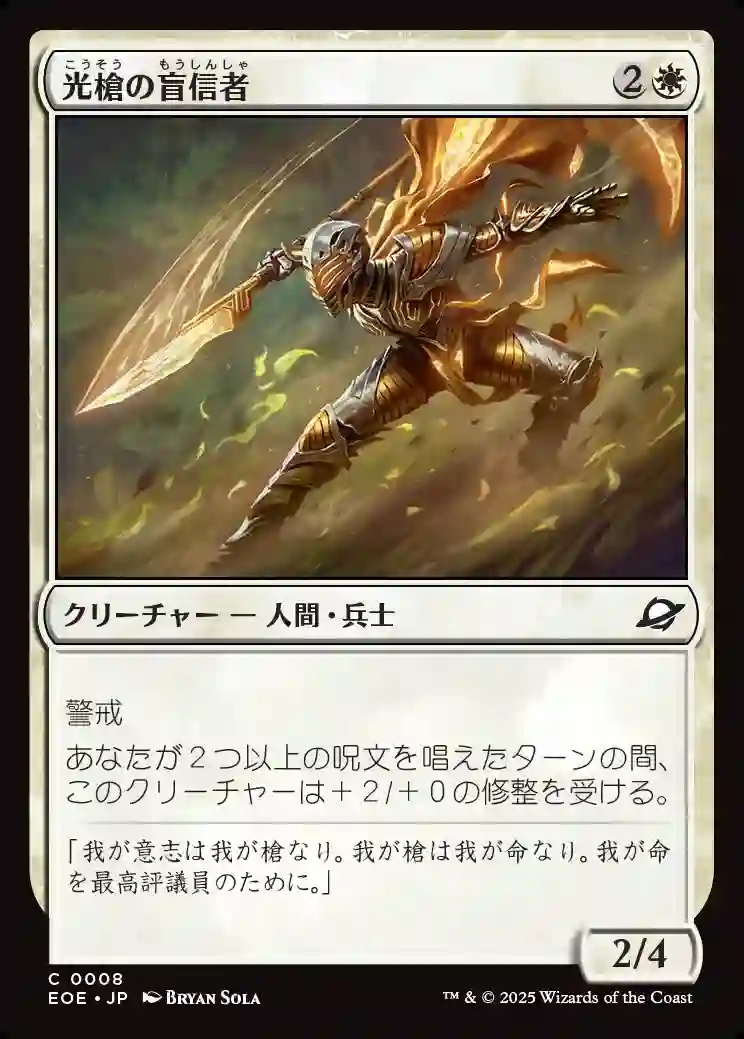 こうそう もうしんしゃ
光槍の盲信者 2
クリーチャー — 人間・兵士
警戒
あなたが2つ以上の呪文を唱えたターンの間、
このクリーチャーは+2/+0の修整を受ける。
「我が意志は我が槍なり。我が槍は我が命なり。我が命
を最高評議員のために。」
2/4
C 0008
EOE • JP BRYAN SOLA ™ & © 2025 Wizards of the Coast